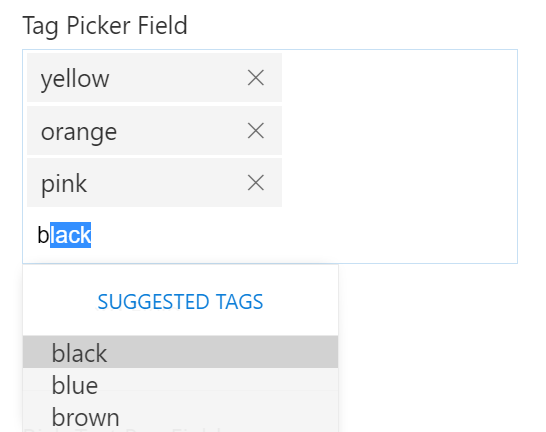 Tag Picker Field
yellow
orange
pink
black
SUGGESTED TAGS
black
blue
brown